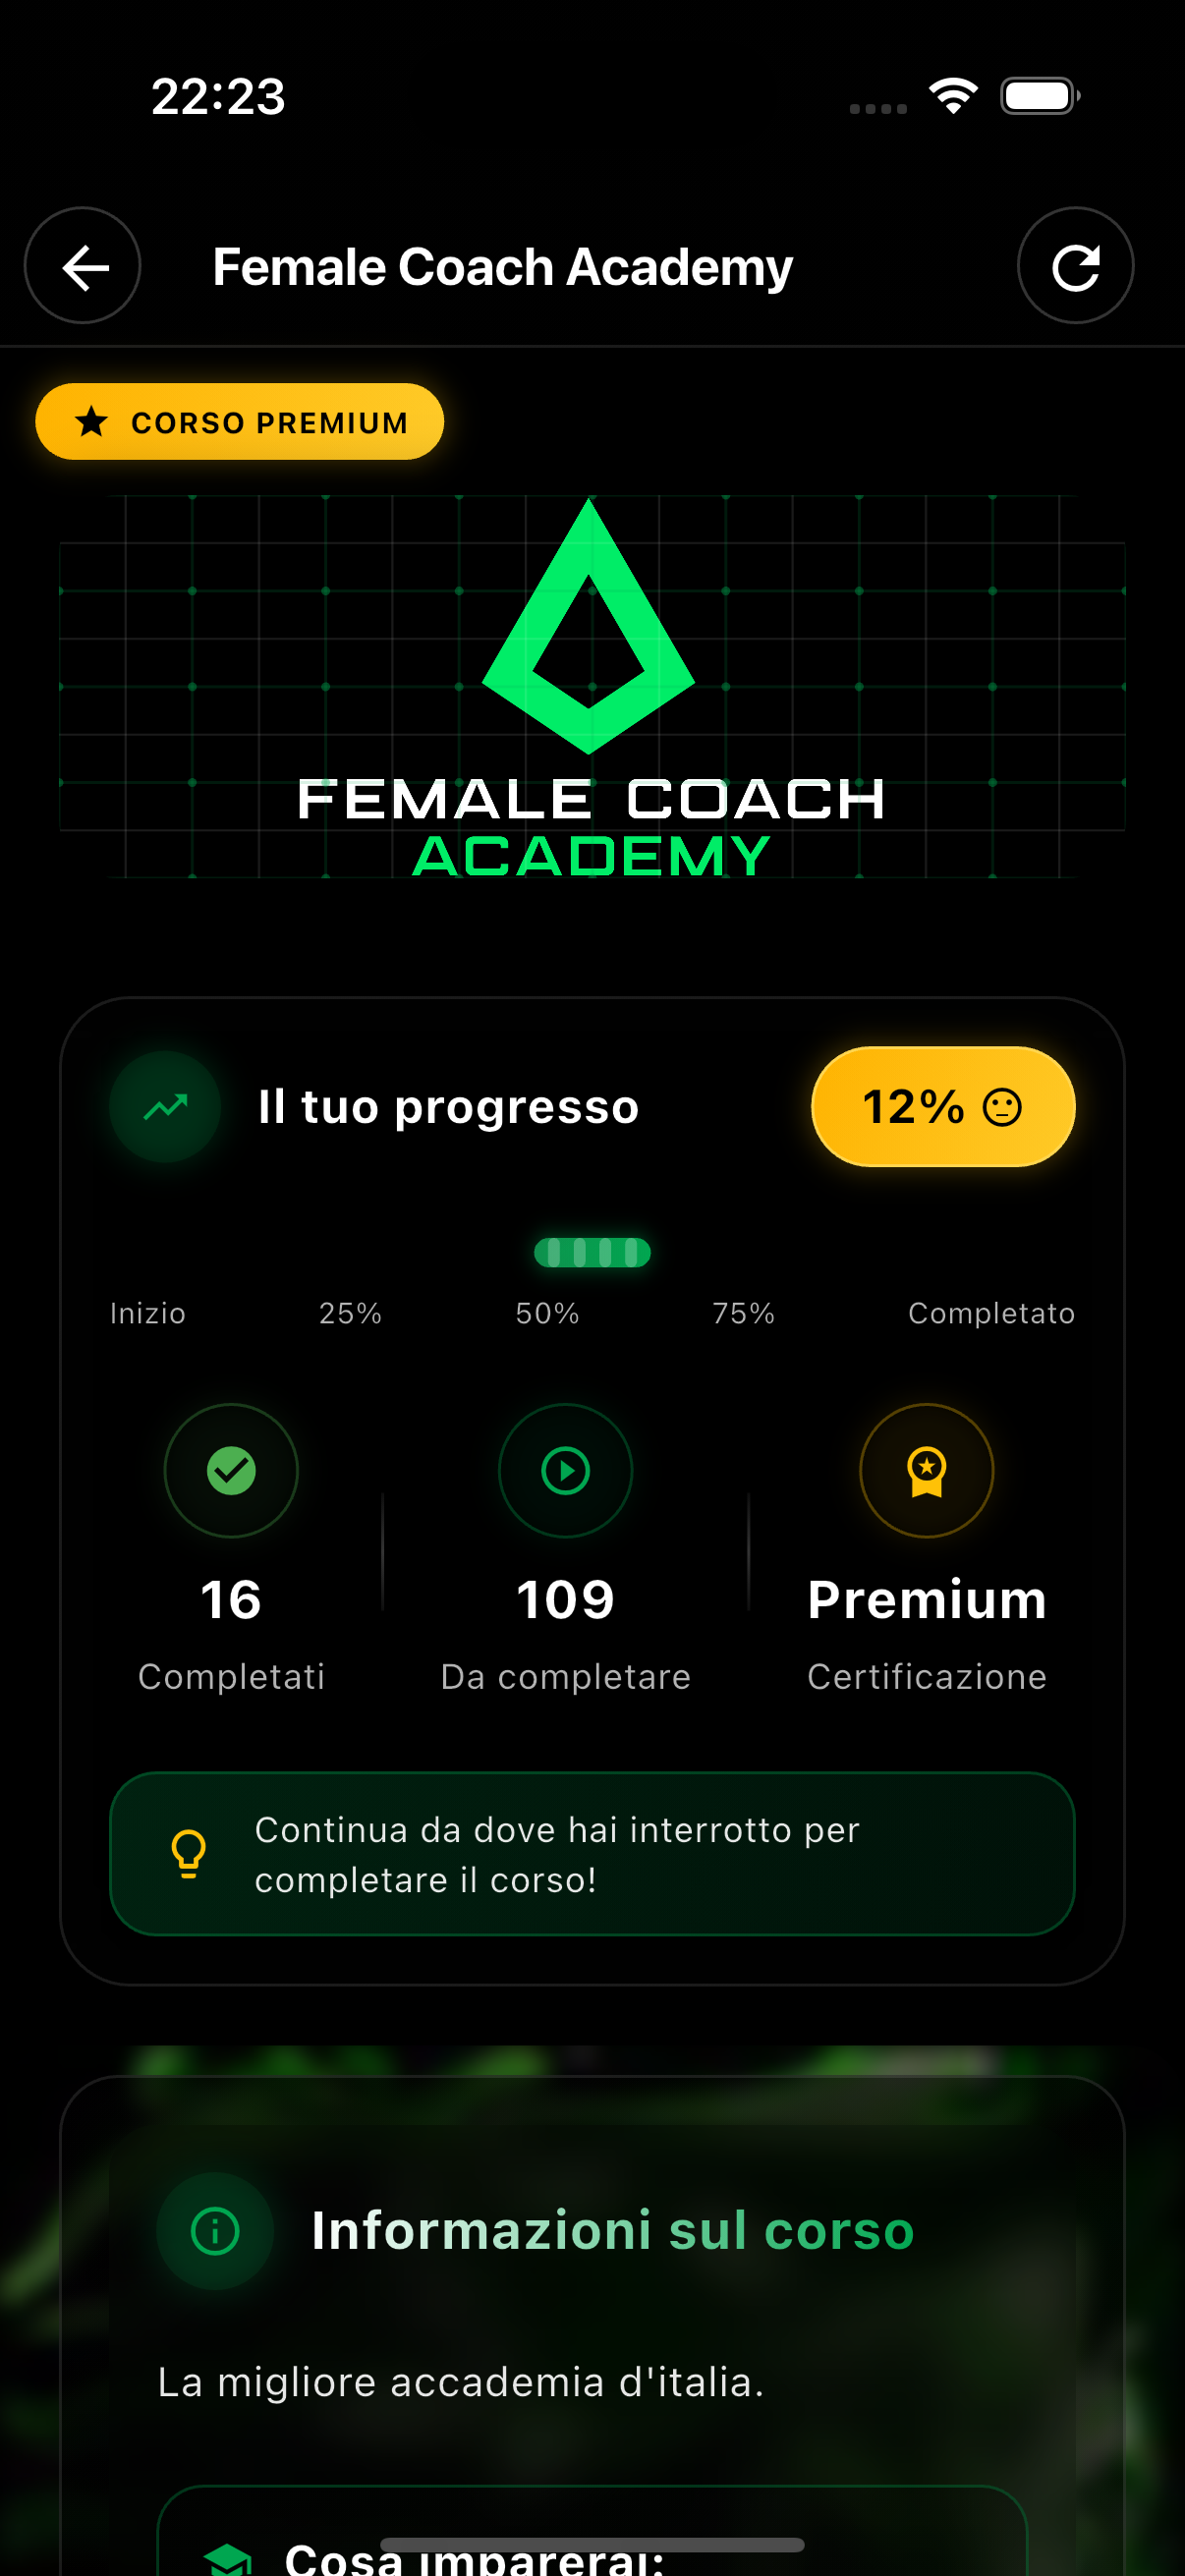 22:23
Female Coach Academy
CORSO PREMIUM
FEMALE COACH
ACADEMY
Il tuo progresso
12%
Inizio 25% 50% 75% Completato
16 109 Premium
Completati Da completare Certificazione
Continua da dove hai interrotto per
completare il corso!
Informazioni sul corso
La migliore accademia d'italia.
Cosa imparerai: